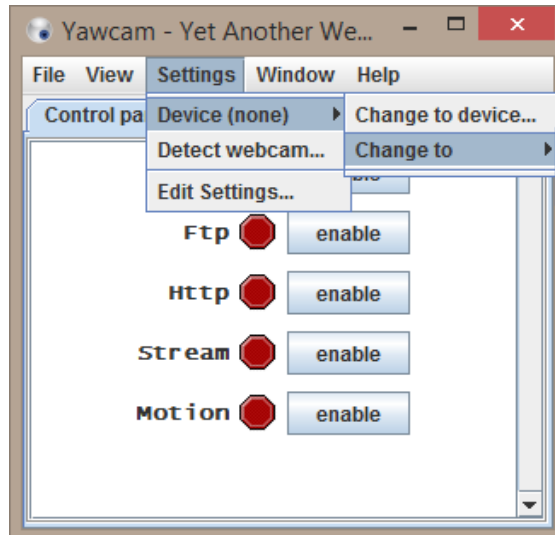 Yawcam - Yet Another We...
File View Settings Window Help
Control pa
Device (none) Change to device...
Detect webcam... Change to
Edit Settings...
Ftp enable
Http enable
Stream enable
Motion enable